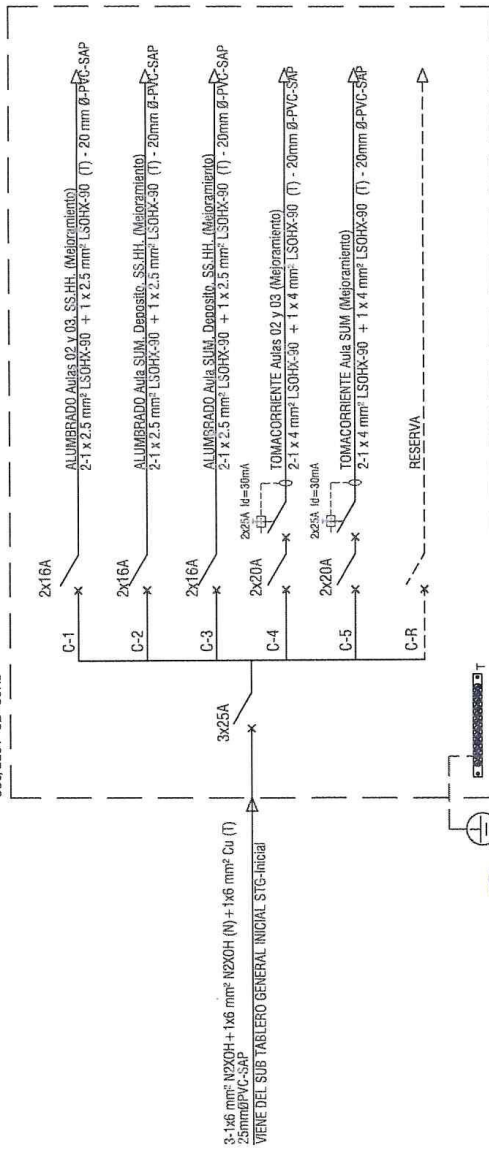 3-1x6 mm² N2XOH+1x6 mm² N2XOH (N)+1x6 mm² Cu (T)
25mmØPVC-SAP
VIENE DEL SUB TABLERO GENERAL INICIAL STG-Inicial
3x25A
C-1
2x16A
ALUMBRADO Aulas 02 y 03, SS.HH. (Mejoramiento)
2-1 x 2.5 mm² LSOHX-90 + 1 x 2.5 mm² LSOHX-90 (T) - 20 mm Ø-PVC-SAP
C-2
2x16A
ALUMBRADO Aula SUM, Deposito, SS.HH. (Mejoramiento)
2-1 x 2.5 mm² LSOHX-90 + 1 x 2.5 mm² LSOHX-90 (T) - 20mm Ø-PVC-SAP
C-3
2x16A
ALUMBRADO Aula SUM, Deposito, SS.HH. (Mejoramiento)
2-1 x 2.5 mm² LSOHX-90 + 1 x 2.5 mm² LSOHX-90 (T) - 20mm Ø-PVC-SAP
C-4
2x20A
2x25A Id=30mA
TOMACORRIENTE Aulas 02 y 03 (Mejoramiento)
2-1 x 4 mm² LSOHX-90 + 1 x 4 mm² LSOHX-90 (T) - 20mm Ø-PVC-SAP
C-5
2x20A
2x25A Id=30mA
TOMACORRIENTE Aula SUM (Mejoramiento)
2-1 x 4 mm² LSOHX-90 + 1 x 4 mm² LSOHX-90 (T) - 20mm Ø-PVC-SAP
C-R
RESERVA
T